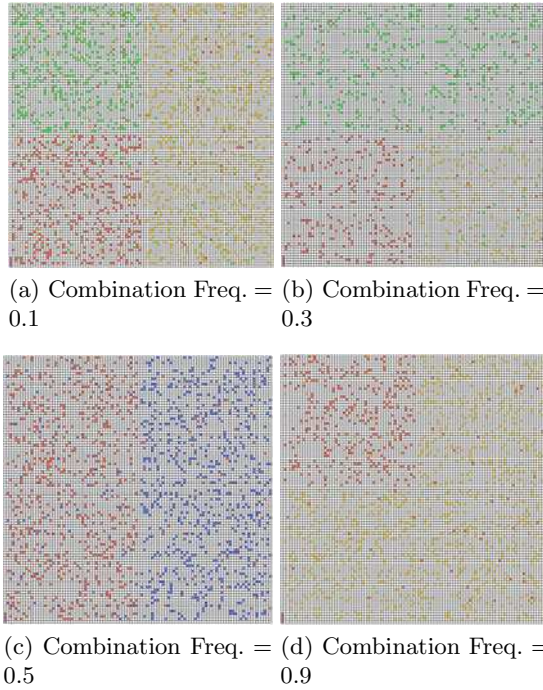 (a) Combination Freq. =
0.1
(b) Combination Freq. =
0.3
(c) Combination Freq. =
0.5
(d) Combination Freq. =
0.9